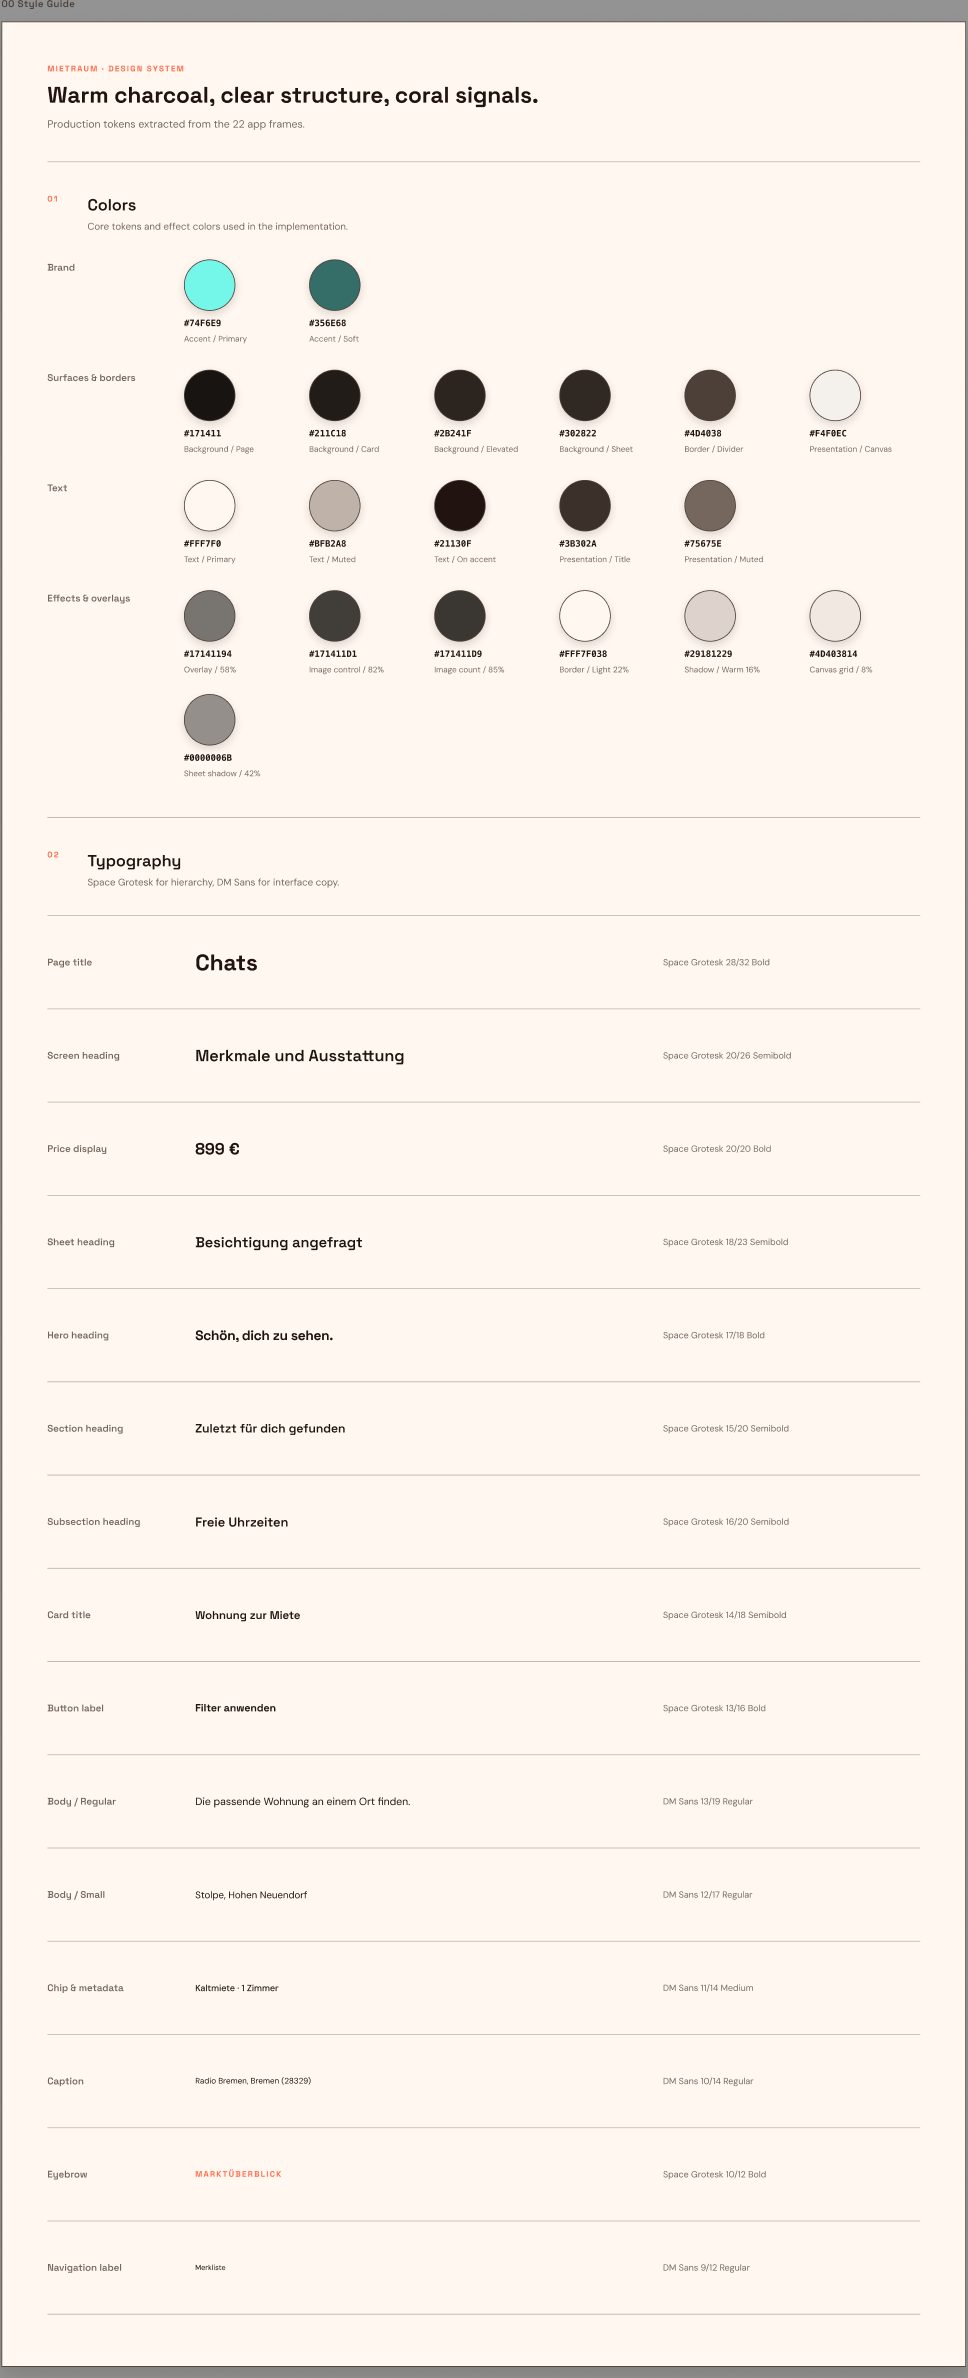 00 Style Guide
MIETRAUM · DESIGN SYSTEM
Warm charcoal, clear structure, coral signals.
Production tokens extracted from the 22 app frames.
01
Colors
Core tokens and effect colors used in the implementation.
Brand
#74F6E9
Accent / Primary
#356E68
Accent / Soft
Surfaces & borders
#171411
Background / Page
#211C18
Background / Card
#2B241F
Background / Elevated
#302822
Background / Sheet
#4D4038
Border / Divider
#F4F0EC
Presentation / Canvas
Text
#FFF7F0
Text / Primary
#BFB2A8
Text / Muted
#21130F
Text / On accent
#3B302A
Presentation / Title
#75675E
Presentation / Muted
Effects & overlays
#17141194
Overlay / 58%
#171411D1
Image control / 82%
#171411D9
Image count / 85%
#FFF7F038
Border / Light 22%
#29181229
Shadow / Warm 16%
#4D403814
Canvas grid / 8%
#0000006B
Sheet shadow / 42%
02
Typography
Space Grotesk for hierarchy, DM Sans for interface copy.
Page title
Chats
Space Grotesk 28/32 Bold
Screen heading
Merkmale und Ausstattung
Space Grotesk 20/26 Semibold
Price display
899 €
Space Grotesk 20/20 Bold
Sheet heading
Besichtigung angefragt
Space Grotesk 18/23 Semibold
Hero heading
Schön, dich zu sehen.
Space Grotesk 17/18 Bold
Section heading
Zuletzt für dich gefunden
Space Grotesk 15/20 Semibold
Subsection heading
Freie Uhrzeiten
Space Grotesk 16/20 Semibold
Card title
Wohnung zur Miete
Space Grotesk 14/18 Semibold
Button label
Filter anwenden
Space Grotesk 13/16 Bold
Body / Regular
Die passende Wohnung an einem Ort finden.
DM Sans 13/19 Regular
Body / Small
Stolpe, Hohen Neuendorf
DM Sans 12/17 Regular
Chip & metadata
Kaltmiete · 1 Zimmer
DM Sans 11/14 Medium
Caption
Radio Bremen, Bremen (28329)
DM Sans 10/14 Regular
Eyebrow
MARKTÜBERBLICK
Space Grotesk 10/12 Bold
Navigation label
Merkliste
DM Sans 9/12 Regular